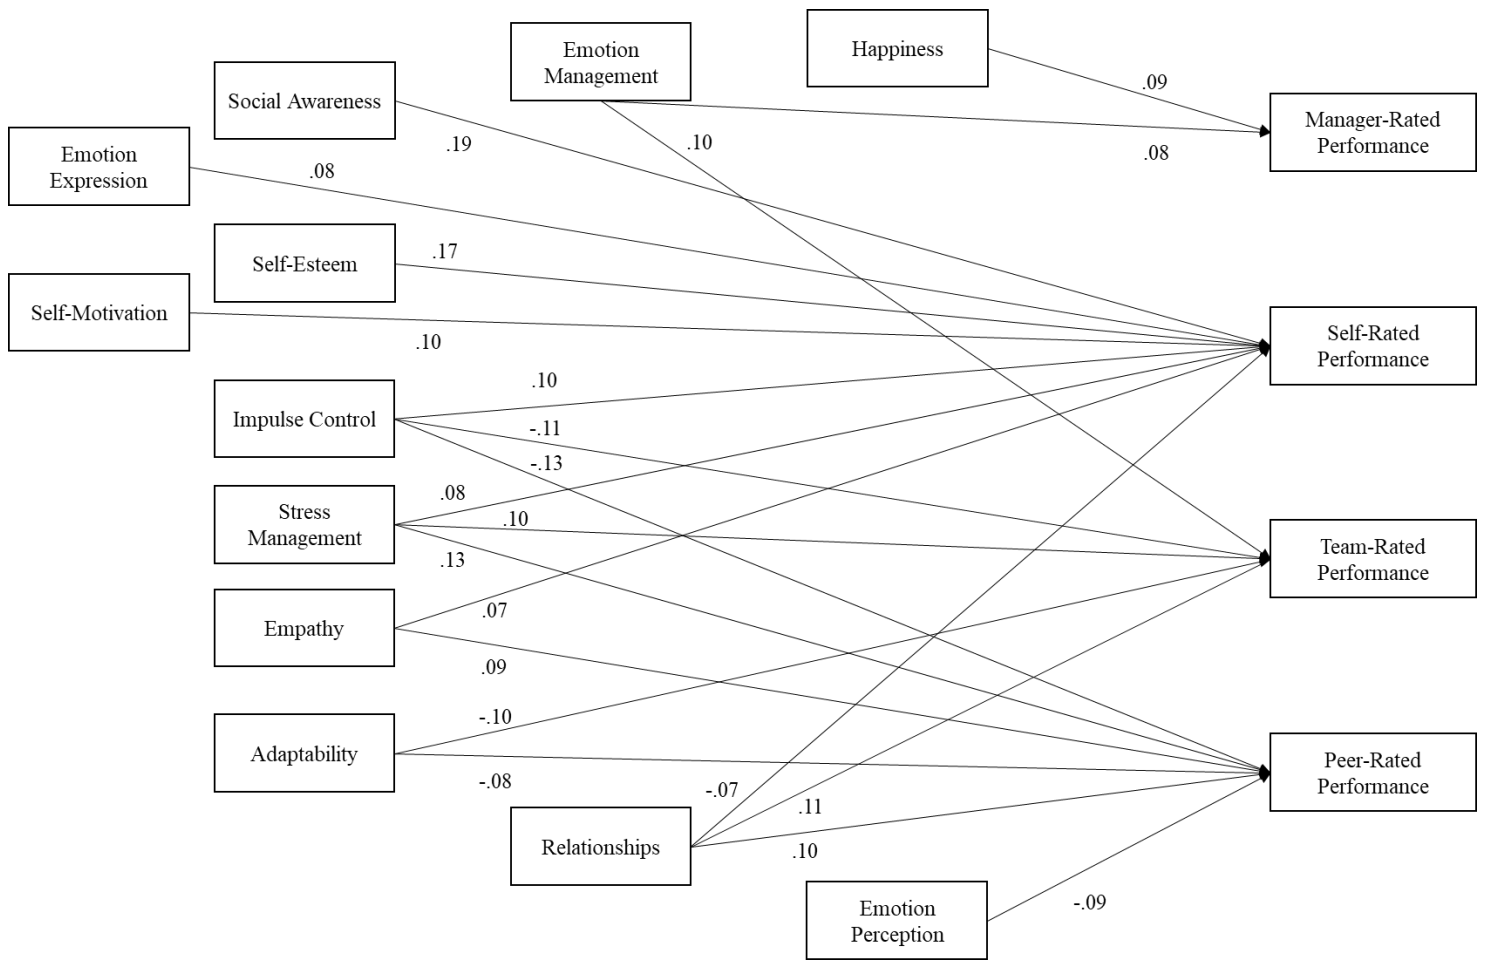 Emotion
Management
Happiness
.09
Social Awareness
Manager-Rated
Performance
.10
.19
.08
Emotion
Expression
.08
Self-Esteem
.17
Self-Motivation
.10
Self-Rated
Performance
.10
Impulse Control
-.11
-.13
.08
Stress
Management
.10
.13
Team-Rated
Performance
Empathy
.07
.09
-.10
Adaptability
-.08
Peer-Rated
Performance
-.07
.11
Relationships
.10
Emotion
Perception
-.09